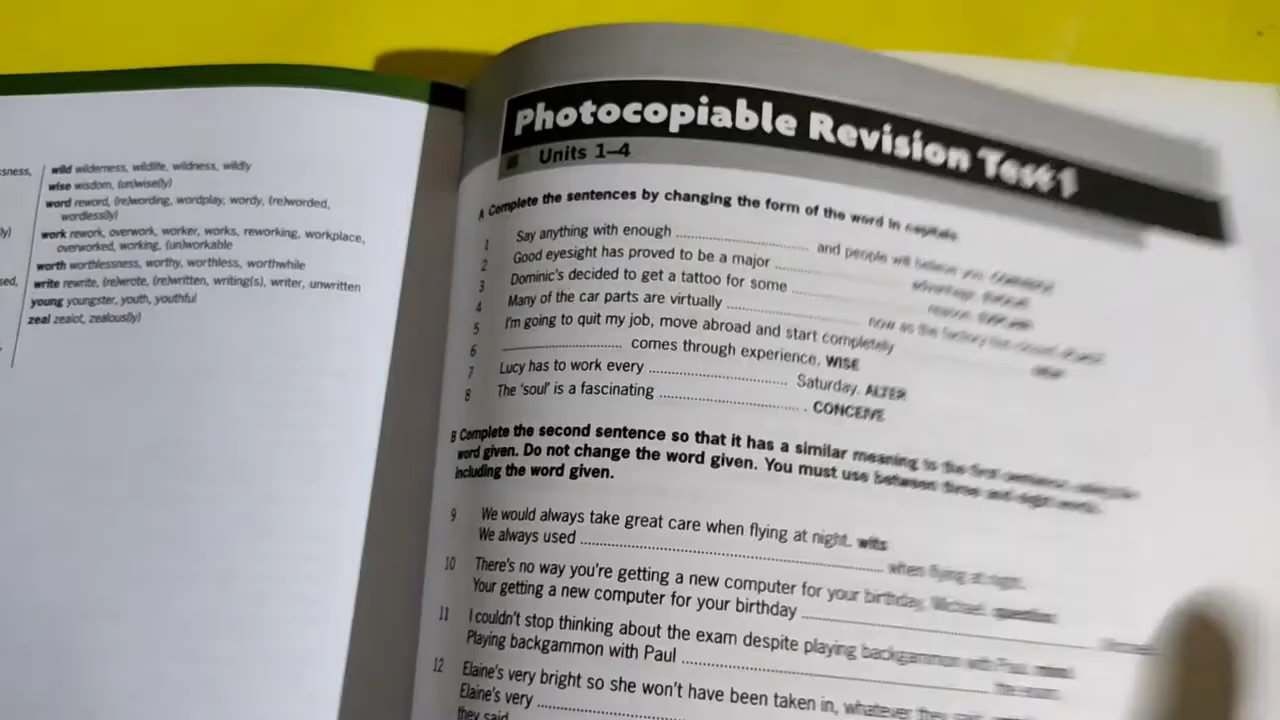 sness,
ly)
sed,
wild wilderness, wildlife, wildness, wildly
wise wisdom, (un)wise(ly)
word reword, (re)wording, wordplay, wordy, (re)worded,
wordless(ly)
work rework, overwork, worker, works, reworking, workplace,
overworked, working, (un)workable
worth worthlessness, worthy, worthless, worthwhile
write rewrite, (re)wrote, (re)written, writing(s), writer, unwritten
young youngster, youth, youthful
zeal zealot, zealous(ly)
Photocopiable Revision Test 1
Units 1–4
A Complete the sentences by changing the form of the word in capitals.
1 Say anything with enough .............................. and people will believe you.
2 Good eyesight has proved to be a major ..............................
3 Dominic's decided to get a tattoo for some ..............................
4 Many of the car parts are virtually .............................. now as the factory
5 I'm going to quit my job, move abroad and start completely
6 .............................. comes through experience. WISE
7 Lucy has to work every .............................. Saturday. ALTER
8 The 'soul' is a fascinating .............................. . CONCEIVE
B Complete the second sentence so that it has a similar meaning to the first sentence, using the
word given. Do not change the word given. You must use between three and eight words,
including the word given.
9 We would always take great care when flying at night. with
We always used .............................. when flying at night.
10 There's no way you're getting a new computer for your birthday, Michael. question
Your getting a new computer for your birthday ..............................
11 I couldn't stop thinking about the exam despite playing backgammon with Paul.
Playing backgammon with Paul .............................. the exam.
12 Elaine's very bright so she won't have been taken in, whatever they said.
Elaine's very ..............................
they said